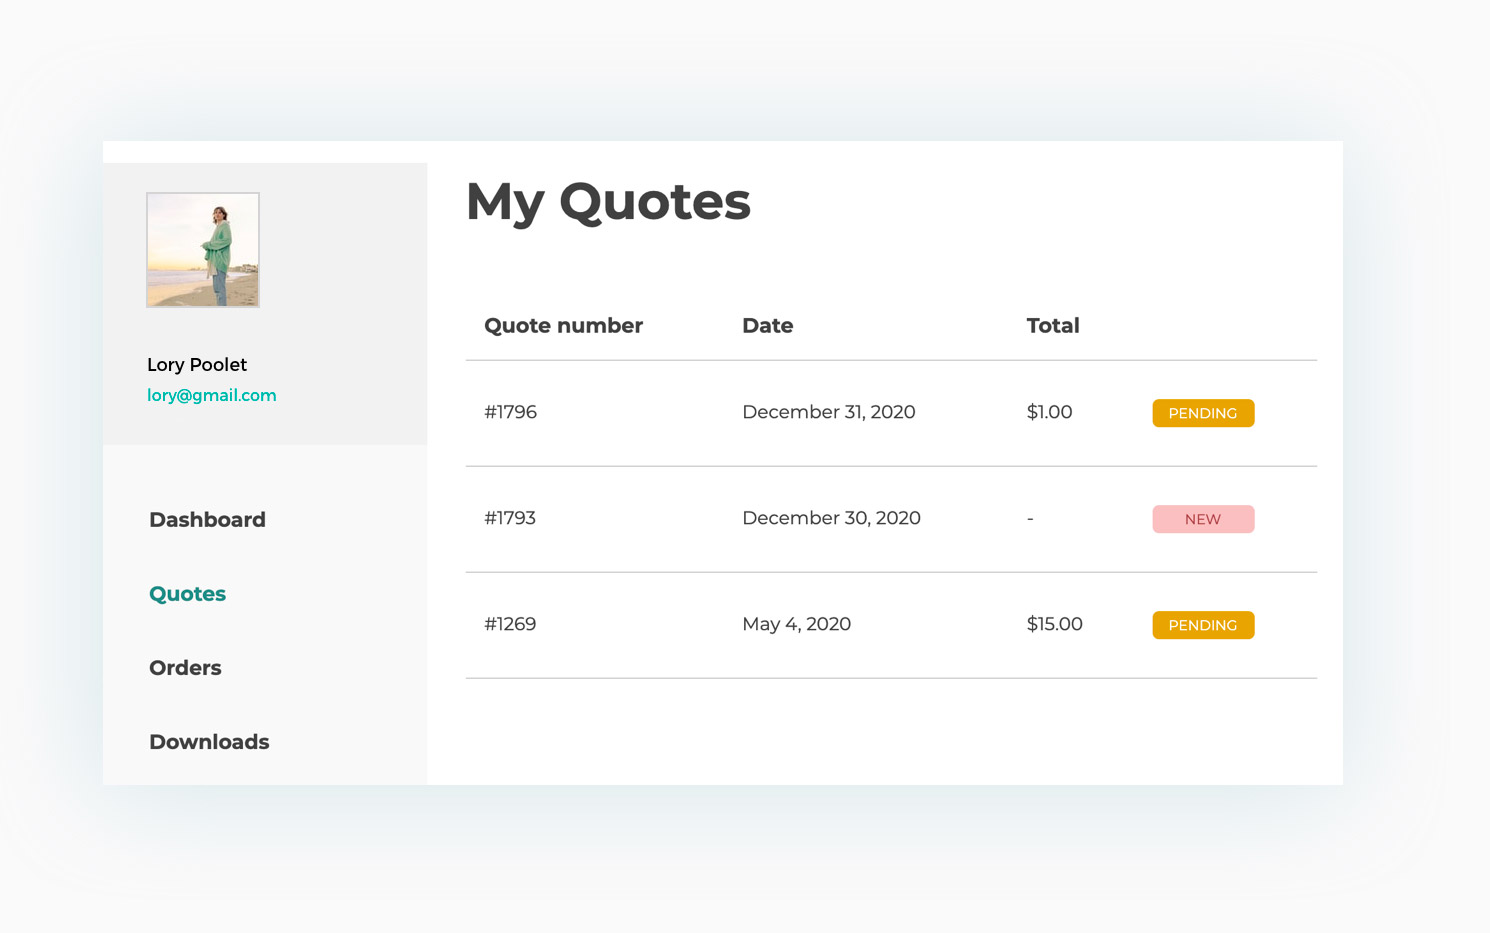 Lory Poolet
lory@gmail.com
Dashboard
Quotes
Orders
Downloads
My Quotes
Quote number Date Total
#1796 December 31, 2020 $1.00 PENDING
#1793 December 30, 2020 - NEW
#1269 May 4, 2020 $15.00 PENDING